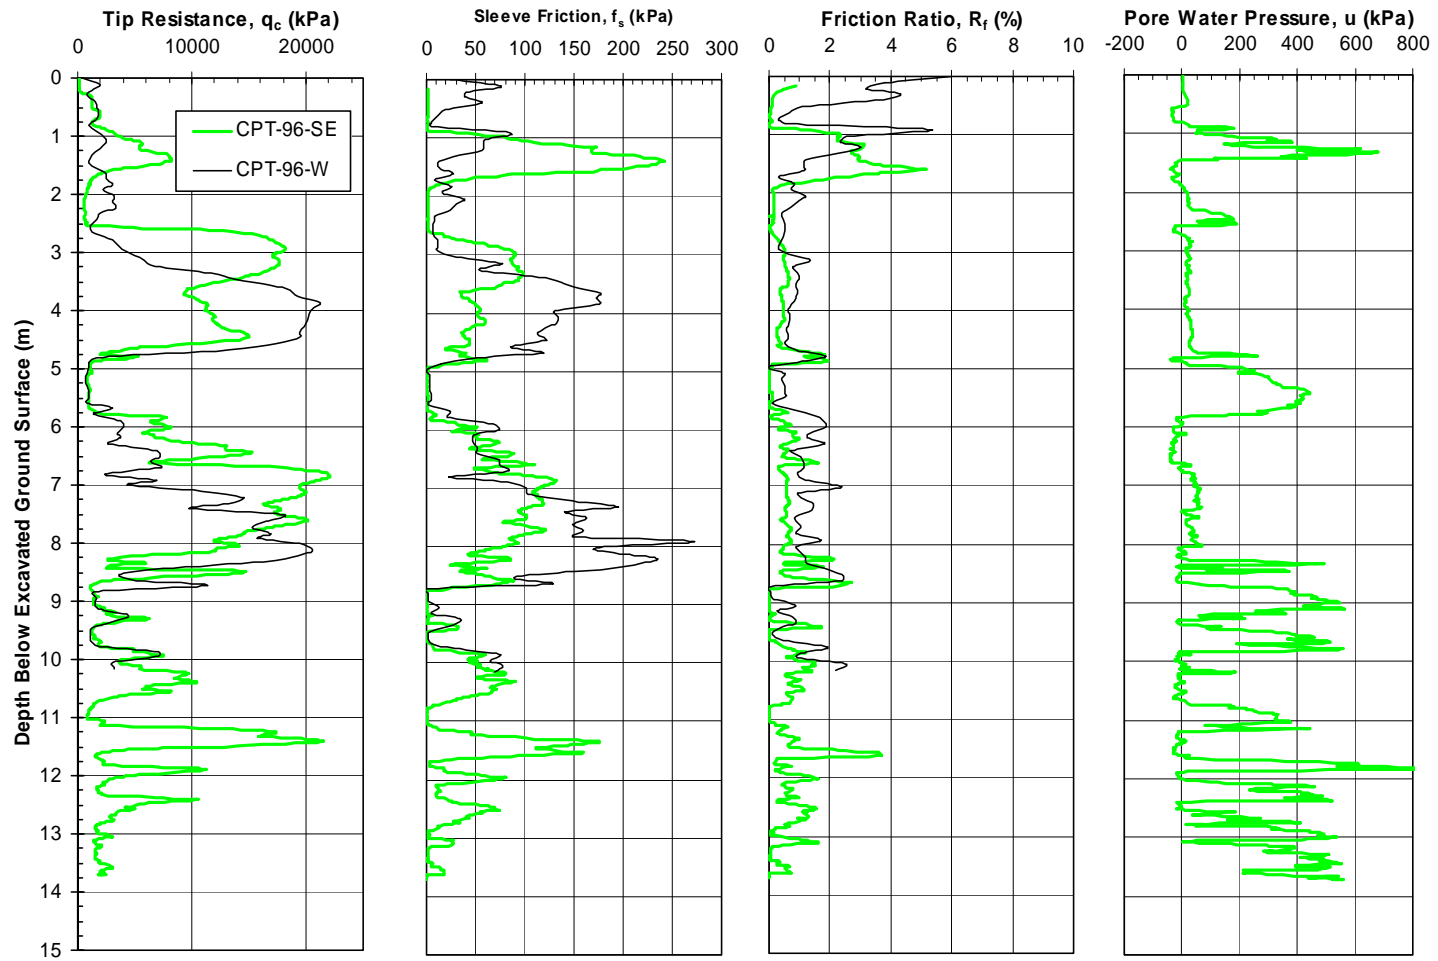 Tip Resistance, qc (kPa)
0 10000 20000
Sleeve Friction, fs (kPa)
0 50 100 150 200 250 300
Friction Ratio, Rf (%)
0 2 4 6 8 10
Pore Water Pressure, u (kPa)
-200 0 200 400 600 800
CPT-96-SE
CPT-96-W
Depth Below Excavated Ground Surface (m)
0
1
2
3
4
5
6
7
8
9
10
11
12
13
14
15